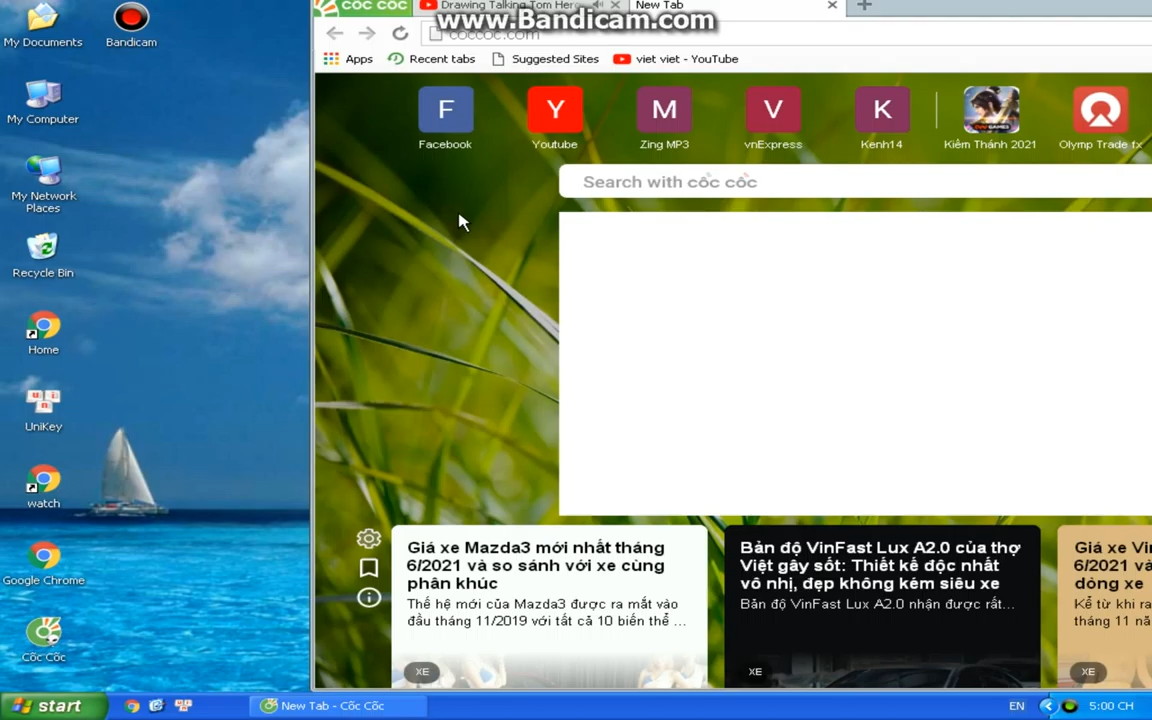 CỐC CỐC
Drawing Talking Tom Hero
New Tab
www.Bandicam.com
coccoc.com
Apps
Recent tabs
Suggested Sites
viet viet - YouTube
My Documents
Bandicam
My Computer
My Network
Places
Recycle Bin
Home
UniKey
watch
Google Chrome
Cốc Cốc
F
Y
M
V
K
Facebook
Youtube
Zing MP3
vnExpress
Kenh14
Kiếm Thánh 2021
Olymp Trade fx
Search with cốc cốc
Giá xe Mazda3 mới nhất tháng
6/2021 và so sánh với xe cùng
phân khúc
Thế hệ mới của Mazda3 được ra mắt vào
đầu tháng 11/2019 với tất cả 10 biến thể ...
XE
Bản độ VinFast Lux A2.0 của thợ
Việt gây sốt: Thiết kế độc nhất
vô nhị, đẹp không kém siêu xe
Bản độ VinFast Lux A2.0 nhận được rất...
XE
Giá xe Vin
6/2021 và
dòng xe
Kể từ khi ra
tháng 11 nă
XE
start
New Tab - Cốc Cốc
EN
5:00 CH